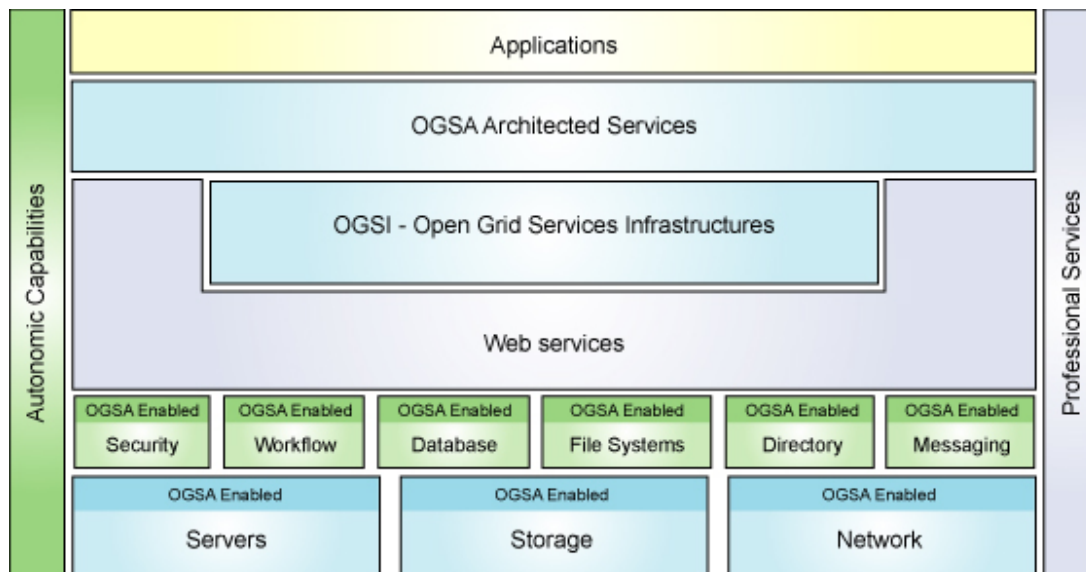 Applications
OGSA Architected Services
OGSI - Open Grid Services Infrastructures
Web services
Autonomic Capabilities
Professional Services
OGSA Enabled
Security
OGSA Enabled
Workflow
OGSA Enabled
Database
OGSA Enabled
File Systems
OGSA Enabled
Directory
OGSA Enabled
Messaging
OGSA Enabled
Servers
OGSA Enabled
Storage
OGSA Enabled
Network